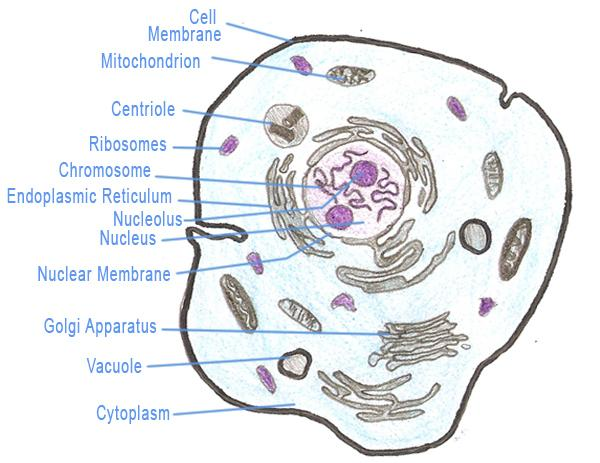 Cell
Membrane
Mitochondrion
Centriole
Ribosomes
Chromosome
Endoplasmic Reticulum
Nucleolus
Nucleus
Nuclear Membrane
Golgi Apparatus
Vacuole
Cytoplasm